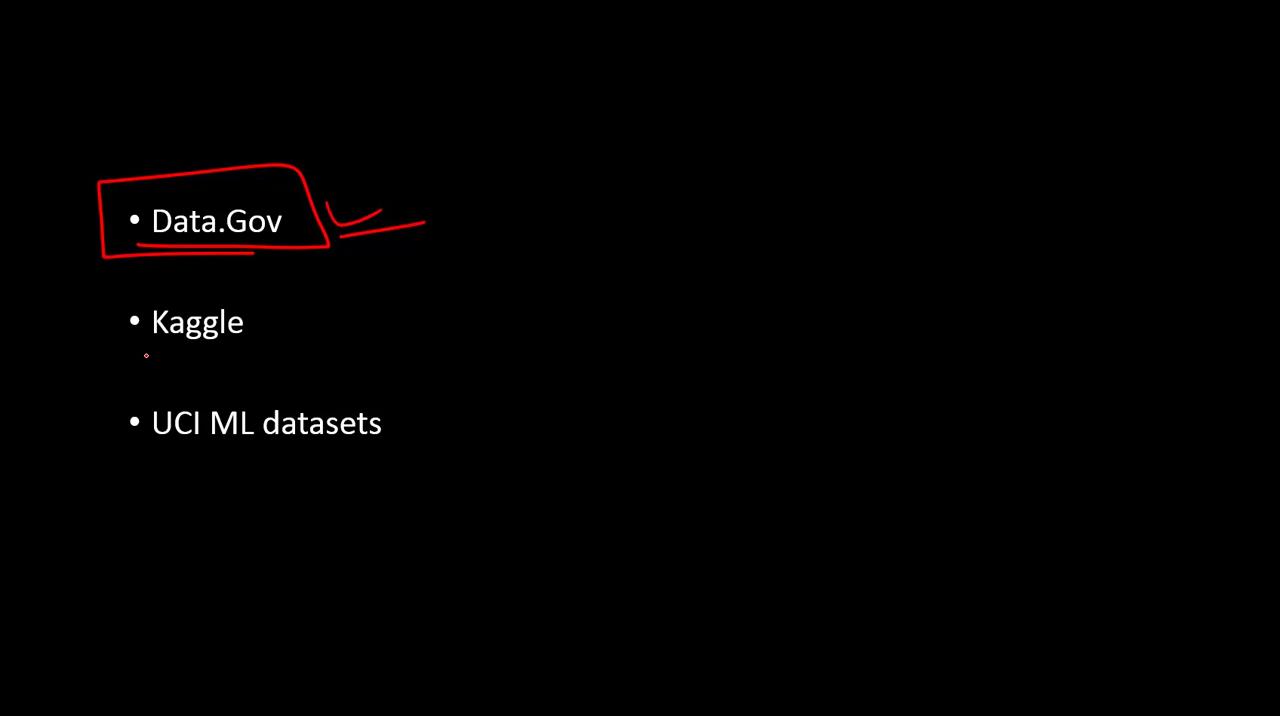 • Data.Gov
• Kaggle
• UCI ML datasets